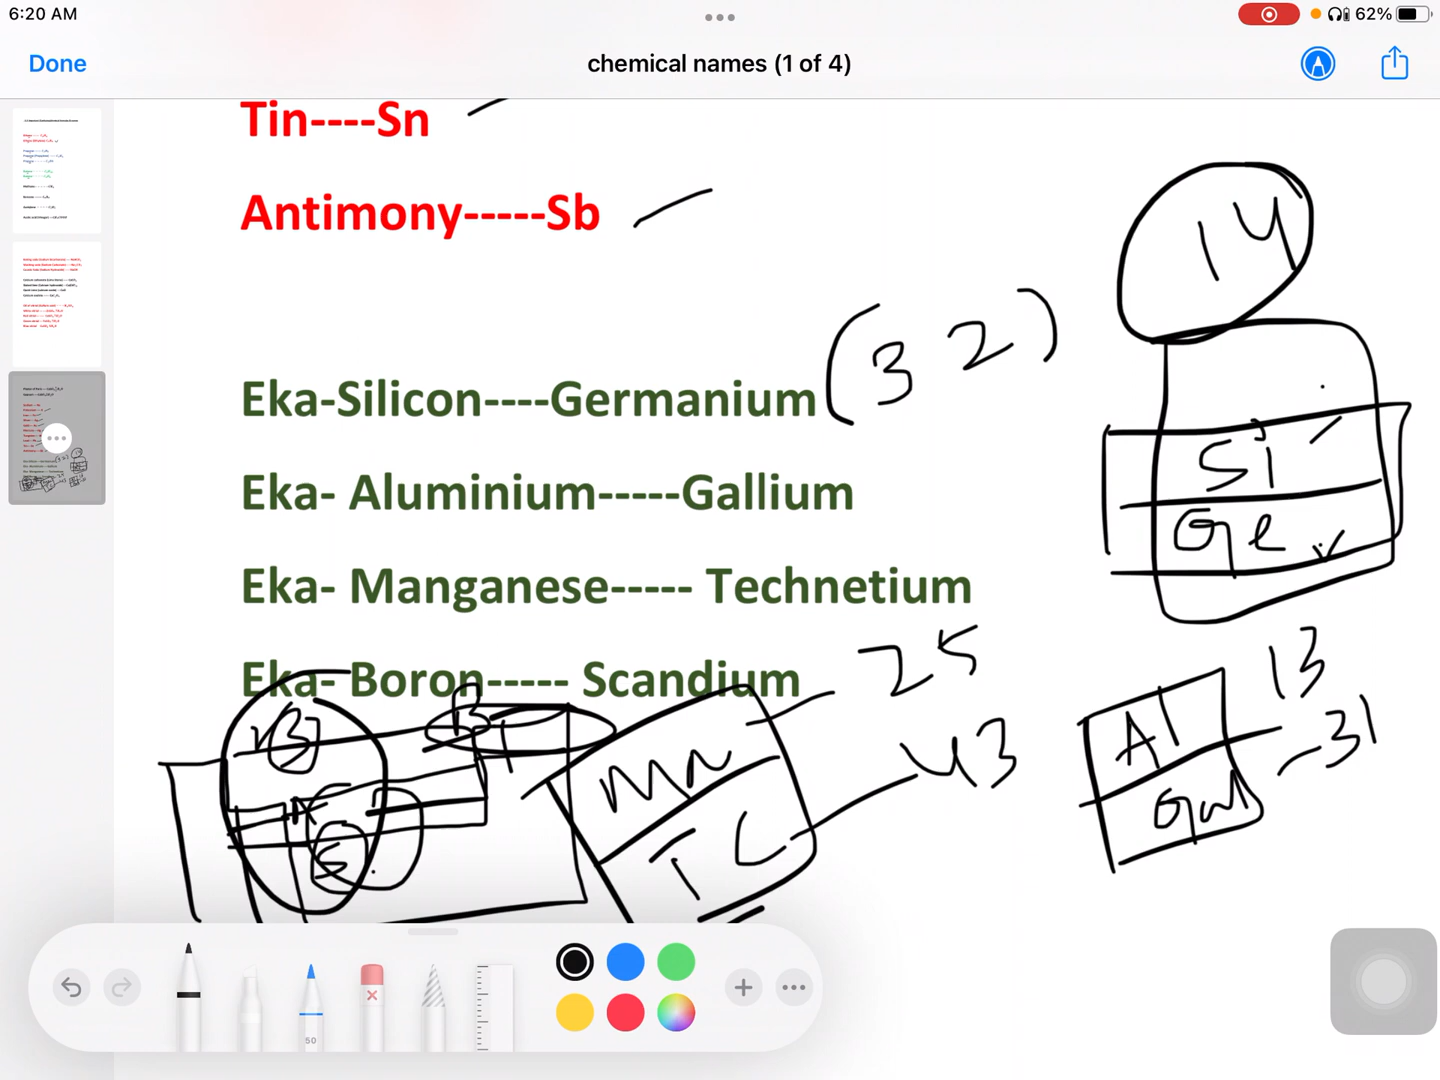 6:20 AM
62%
Done
chemical names (1 of 4)
Tin----Sn
Antimony-----Sb
14
(32)
Eka-Silicon----Germanium
Si
Eka- Aluminium-----Gallium
Ge
Eka- Manganese----- Technetium
25
13
Eka- Boron----- Scandium
B
Al
31
Mn
43
Gal
TC
50